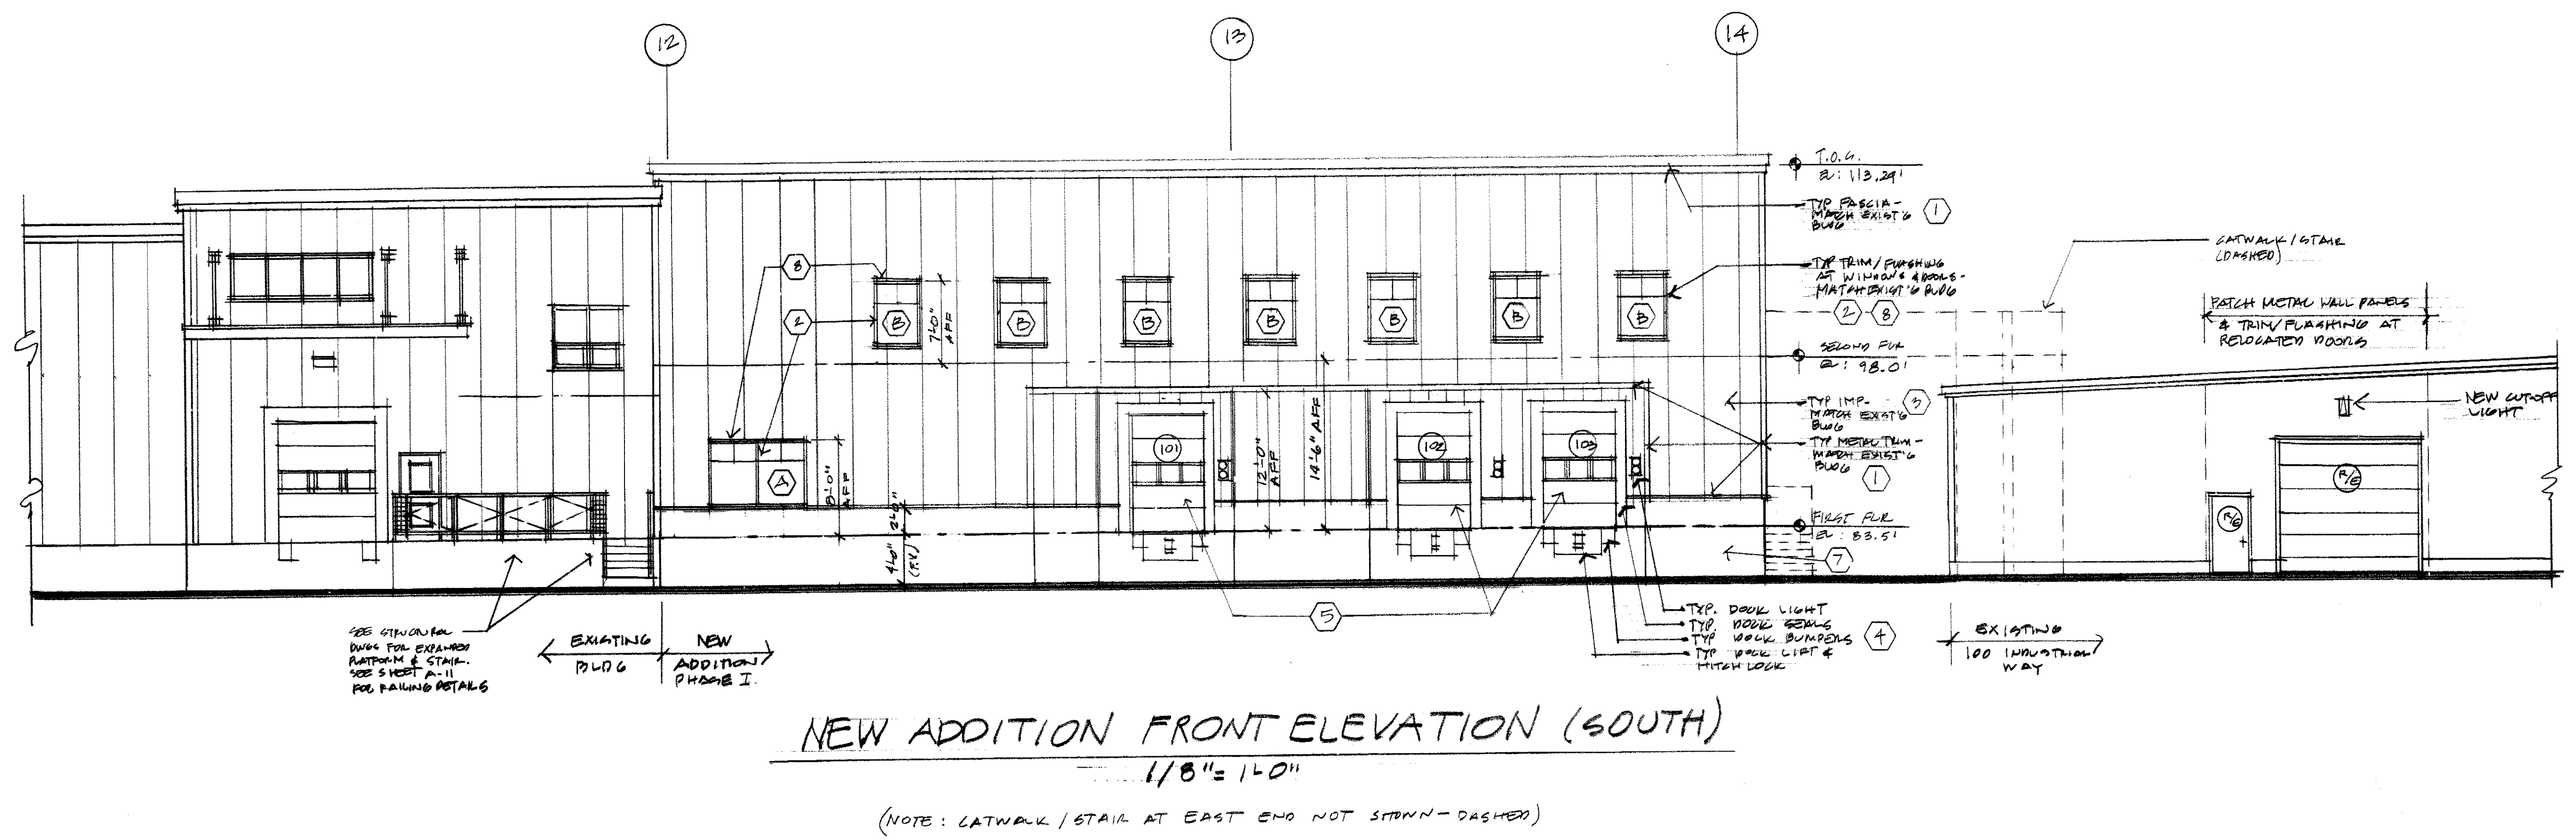 12
13
14
T.O.G.
EL: 113.29'
TYP FASCIA-
MATCH EXIST'G
BLDG
1
CATWALK/STAIR
(DASHED)
TYP TRIM/FLASHING
AT WINDOWS & DOORS-
MATCH EXIST'G BLDG
2
8
PATCH METAL WALL PANELS
& TRIM/FLASHING AT
RELOCATED DOORS
8
2
B
B
B
B
B
B
B
7'-0"
AFF
SECOND FLR
EL: 98.01
TYP IMP-
MATCH EXIST'G
BLDG
3
NEW CUT-OFF
LIGHT
TYP METAL TRIM-
MATCH EXIST'G
BLDG
1
101
102
103
A
8'-0"
AFF
12'-0"
AFF
14'-6" AFF
R/E
R/E
2'-0"
4'-0"
(F.V.)
FIRST FLR
EL: 83.51
7
5
TYP. DOCK LIGHT
TYP. DOCK SEALS
TYP DOCK BUMPERS
TYP DOCK LIFT &
HITCH LOCK
4
SEE STRUCTURAL
DWGS FOR EXPANDED
PLATFORM & STAIR.
SEE SHEET A-11
FOR RAILING DETAILS
EXISTING
BLDG
NEW
ADDITION
PHASE I
EXISTING
100 INDUSTRIAL
WAY
NEW ADDITION FRONT ELEVATION (SOUTH)
1/8"=1'-0"
(NOTE: CATWALK/STAIR AT EAST END NOT SHOWN-DASHED)